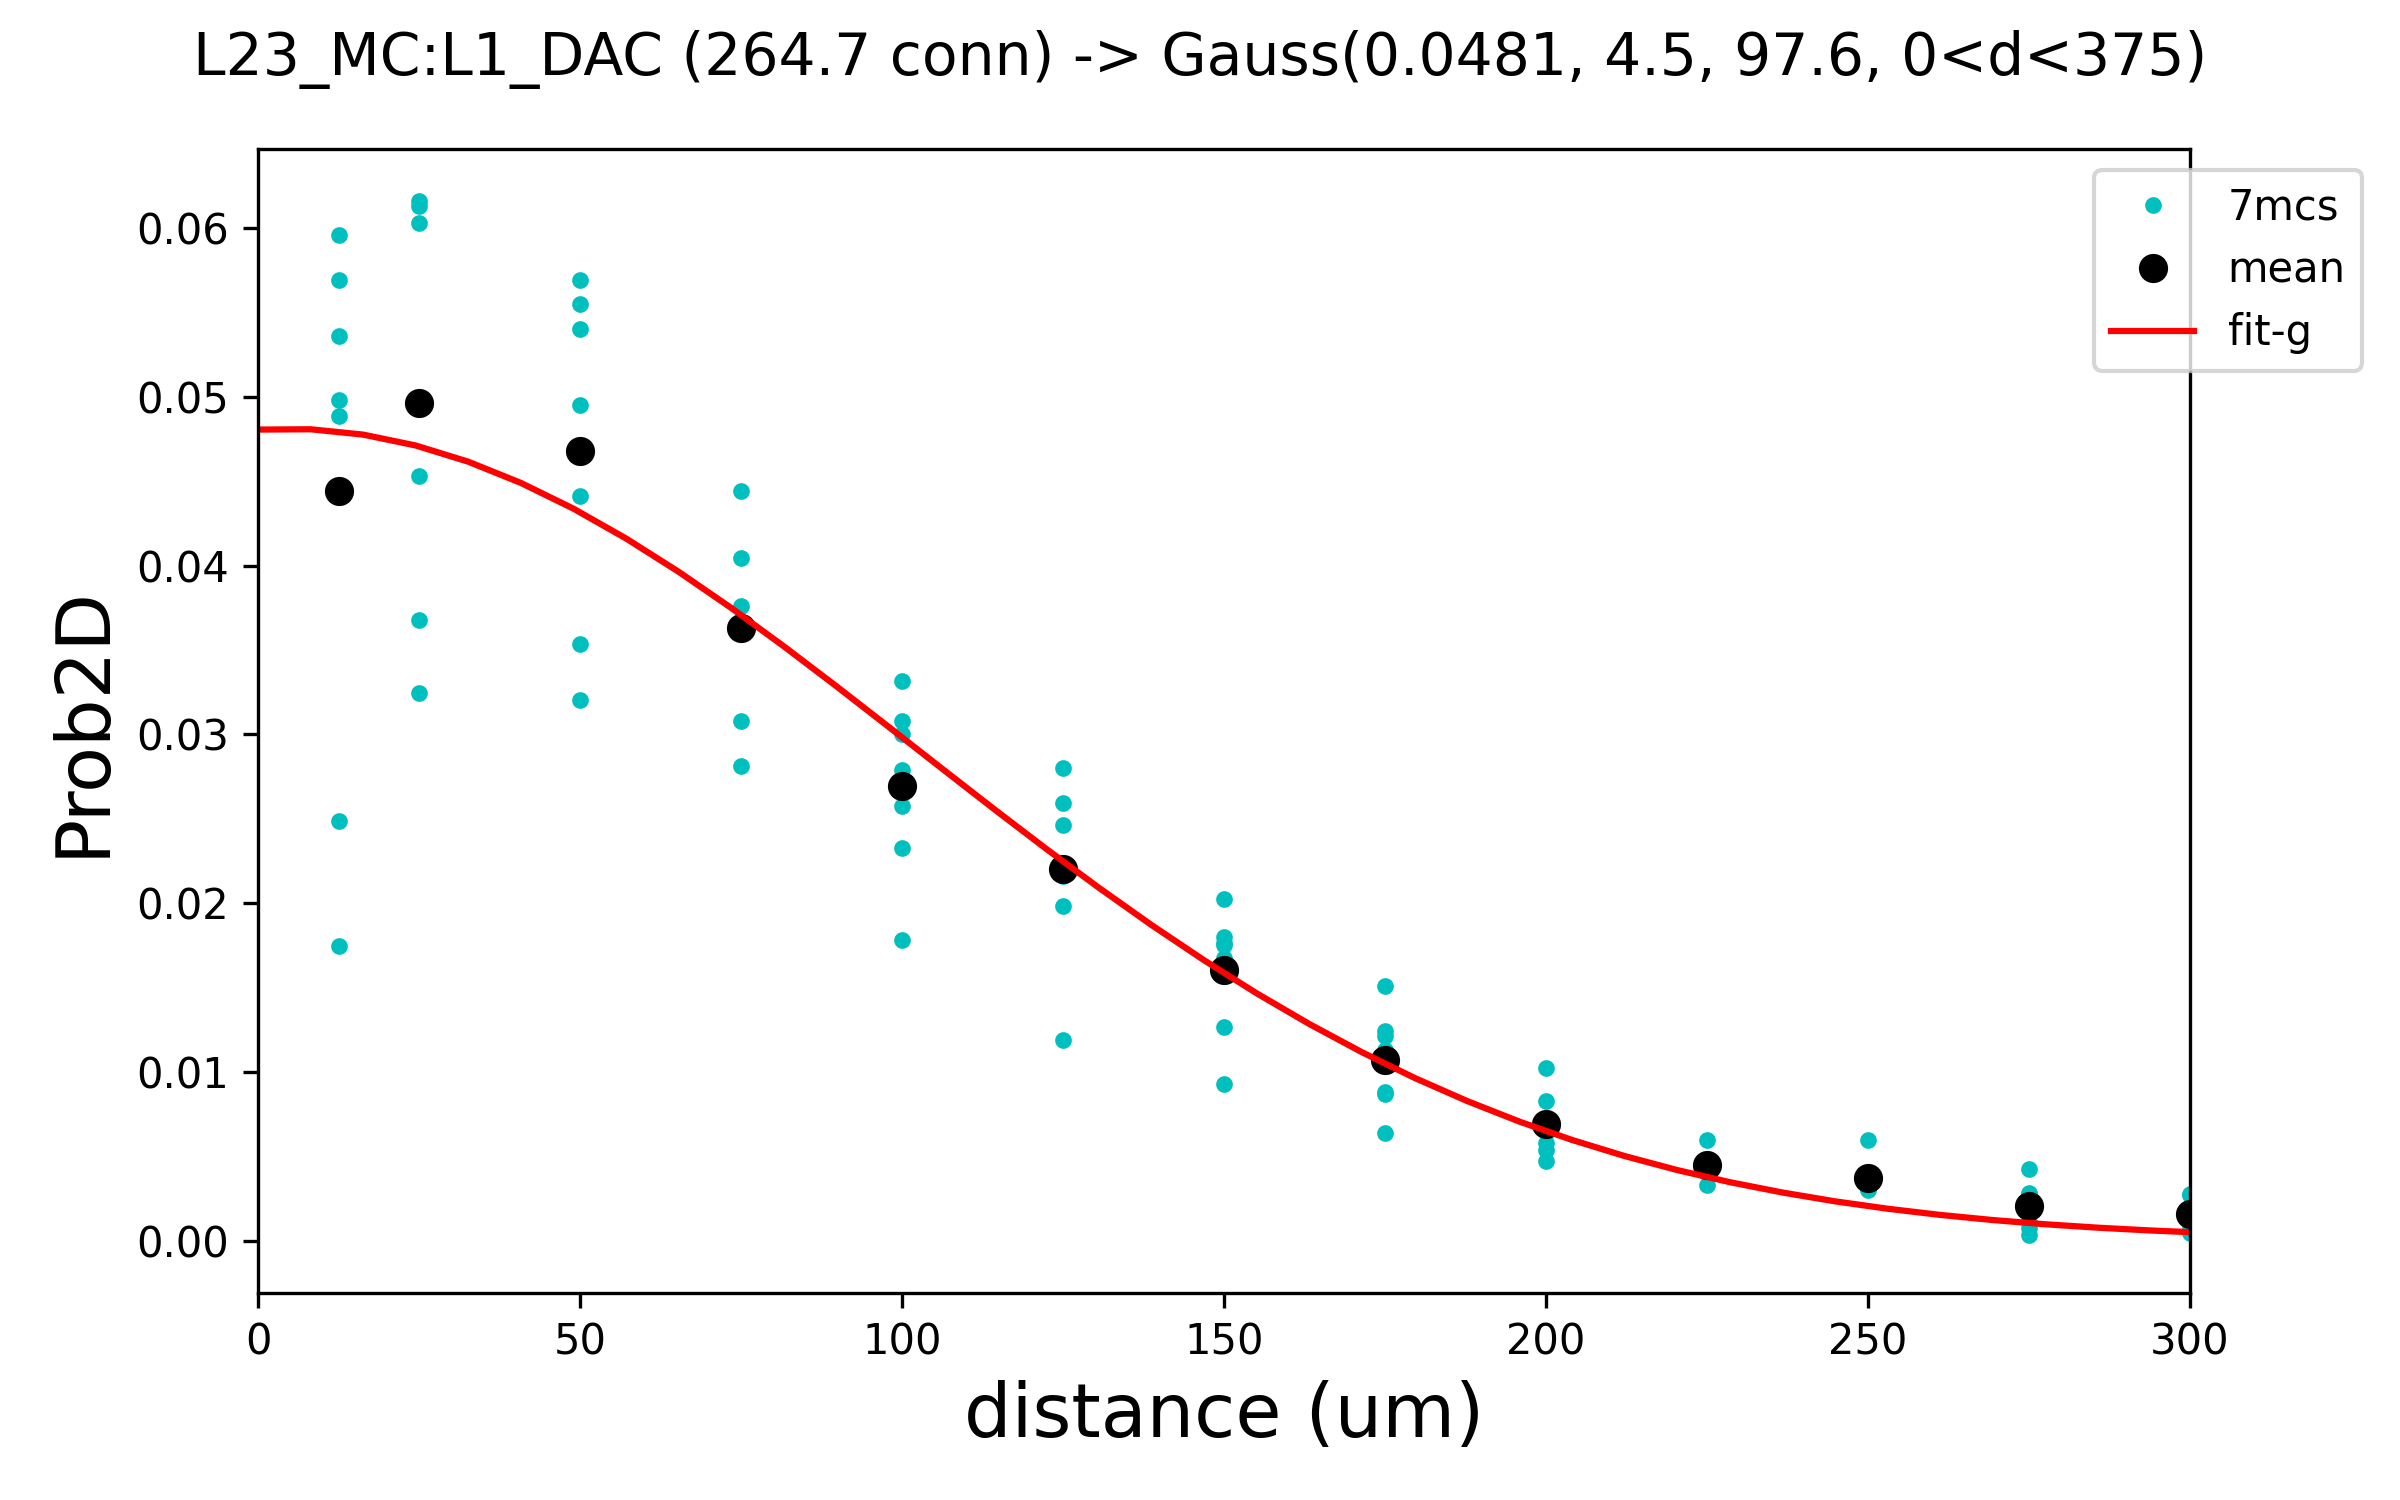 L23_MC:L1_DAC (264.7 conn) -> Gauss(0.0481, 4.5, 97.6, 0<d<375)
7mcs
mean
fit-g
0.06
0.05
0.04
0.03
0.02
0.01
0.00
Prob2D
0 50 100 150 200 250 300
distance (um)